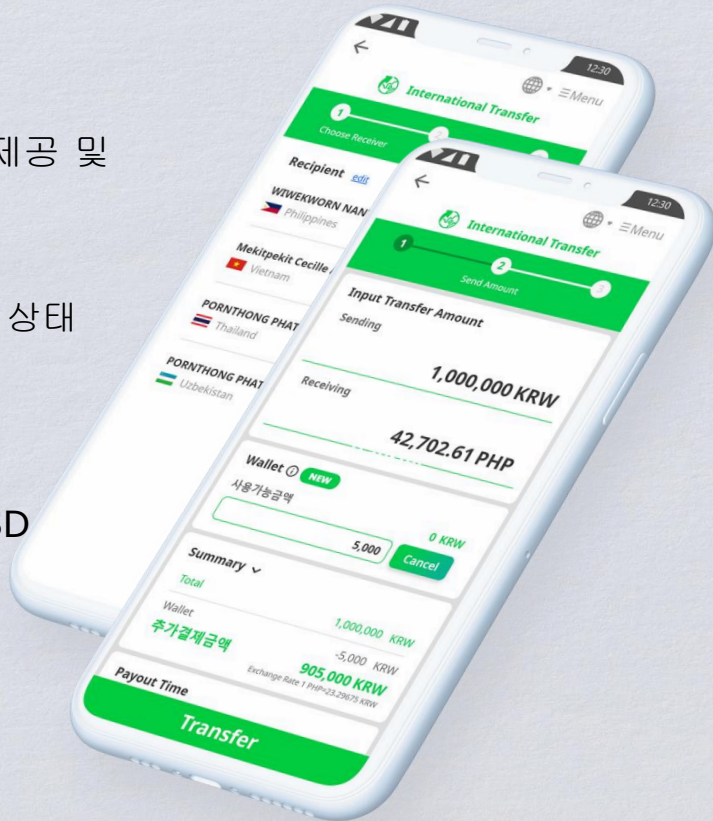 제공 및
상태
SD
12:30
Menu
International Transfer
1
Choose Receiver
Recipient edit
WIWEKWORN NAN
Philippines
Mekitpekit Cecille
Vietnam
PORNTHONG PHAT
Thailand
PORNTHONG PHAT
Uzbekistan
12:30
Menu
International Transfer
1
2
3
Send Amount
Input Transfer Amount
Sending
1,000,000 KRW
Receiving
42,702.61 PHP
Wallet NEW
사용가능금액
0 KRW
5,000 Cancel
Summary
Total 1,000,000 KRW
Wallet -5,000 KRW
추가결제금액 905,000 KRW
Exchange Rate 1 PHP=23.29675 KRW
Payout Time
Transfer